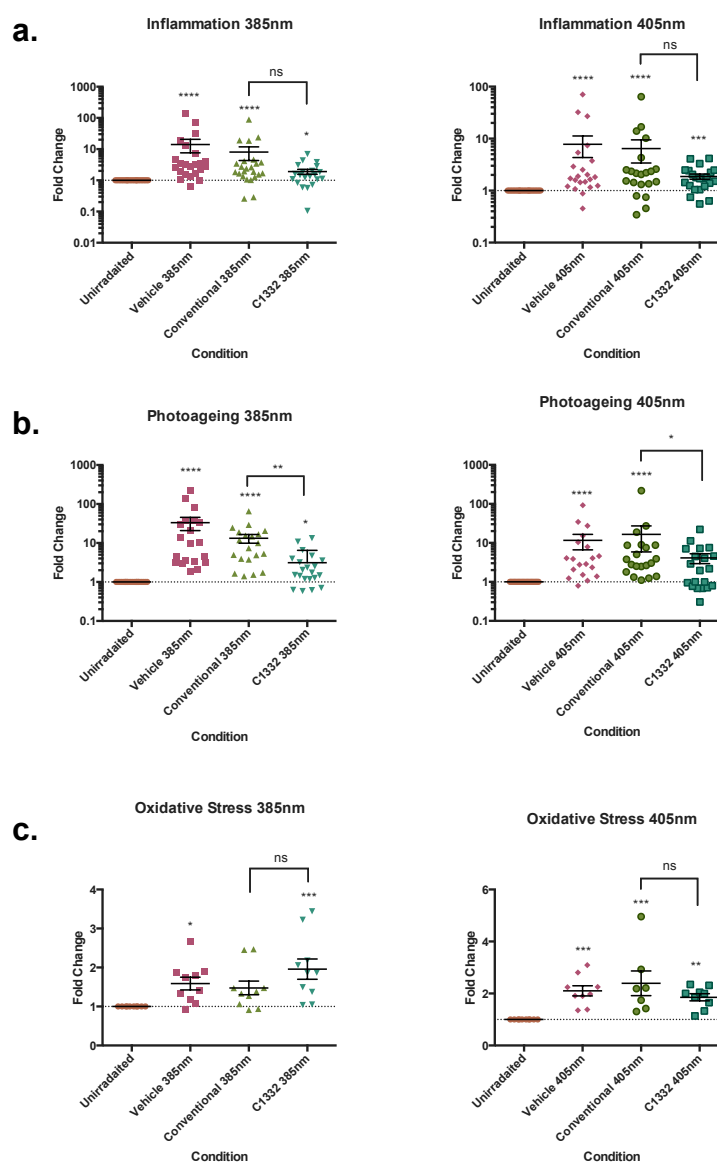 a.
Inflammation 385nm
ns
****
****
*
1000
100
10
1
0.1
0.01
Fold Change
Unirradaited
Vehicle 385nm
Conventional 385nm
C1332 385nm
Condition
Inflammation 405nm
ns
****
****
***
100
10
1
0.1
Fold Change
Unirradaited
Vehicle 405nm
Conventional 405nm
C1332 405nm
Condition
b.
Photoageing 385nm
**
****
****
*
1000
100
10
1
0.1
Fold Change
Unirradaited
Vehicle 385nm
Conventional 385nm
C1332 385nm
Condition
Photoageing 405nm
*
****
****
1000
100
10
1
0.1
Fold Change
Unirradaited
Vehicle 405nm
Conventional 405nm
C1332 405nm
Condition
c.
Oxidative Stress 385nm
ns
*
***
4
3
2
1
0
Fold Change
Unirradaited
Vehicle 385nm
Conventional 385nm
C1332 385nm
Condition
Oxidative Stress 405nm
ns
***
***
**
6
4
2
0
Fold Change
Unirradaited
Vehicle 405nm
Conventional 405nm
C1332 405nm
Condition